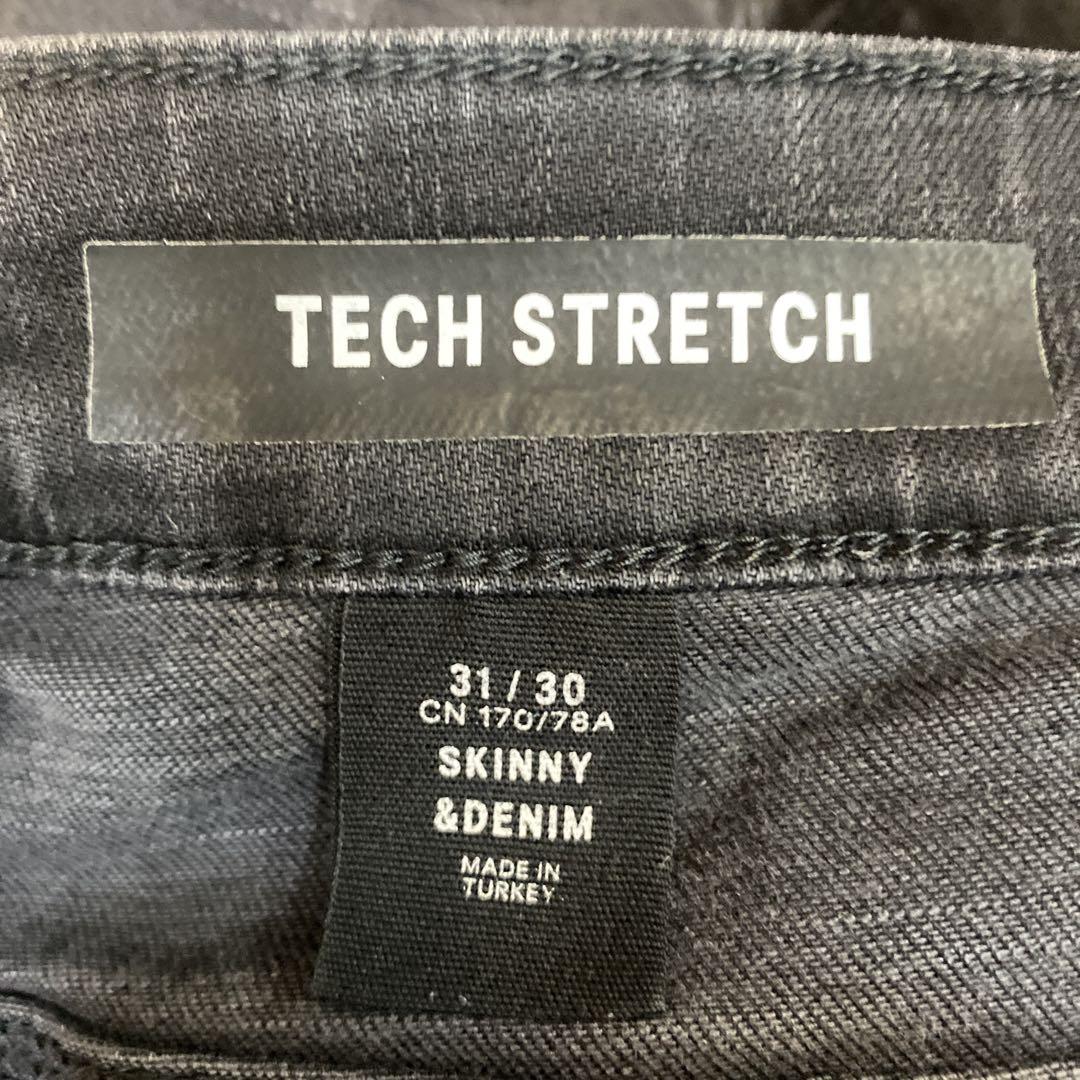 TECH STRETCH
31 / 30
CN 170/78A
SKINNY
&DENIM
MADE IN
TURKEY